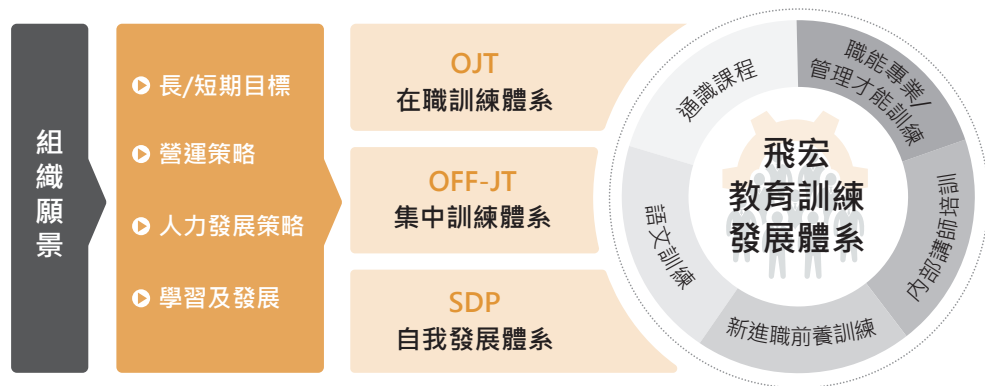 組織願景
長/短期目標
營運策略
人力發展策略
學習及發展
OJT
在職訓練體系
OFF-JT
集中訓練體系
SDP
自我發展體系
飛宏
教育訓練
發展體系
通識課程
職能專業/
管理才能訓練
內部講師培訓
新進職前養訓練
語文訓練